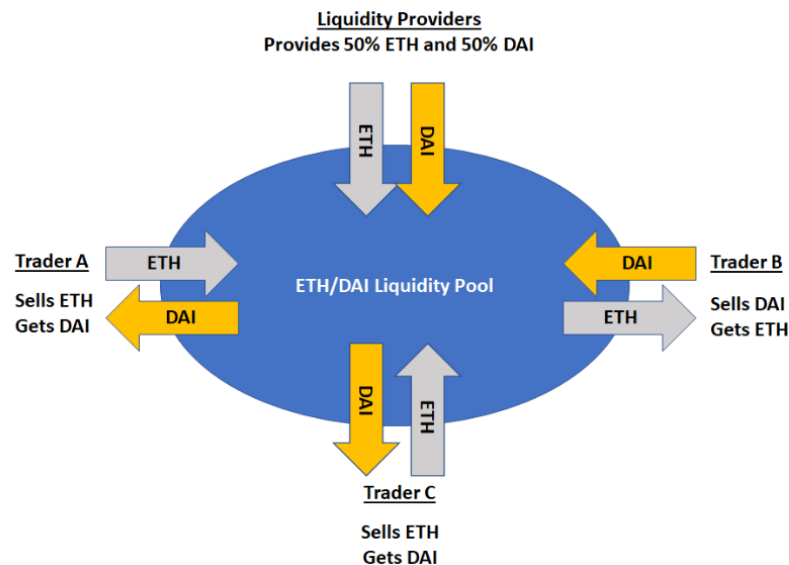 Liquidity Providers
Provides 50% ETH and 50% DAI
ETH
DAI
Trader A
Sells ETH
Gets DAI
ETH
DAI
ETH/DAI Liquidity Pool
DAI
ETH
Trader B
Sells DAI
Gets ETH
DAI
ETH
Trader C
Sells ETH
Gets DAI